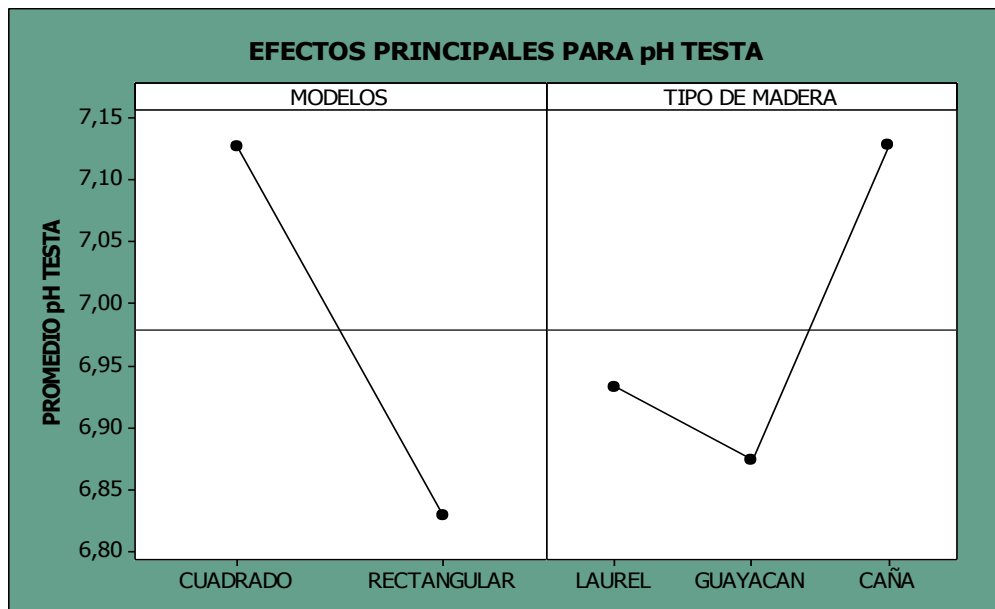 EFECTOS PRINCIPALES PARA pH TESTA
MODELOS
TIPO DE MADERA
PROMEDIO pH TESTA
7,15
7,10
7,05
7,00
6,95
6,90
6,85
6,80
CUADRADO
RECTANGULAR
LAUREL
GUAYACAN
CAÑA